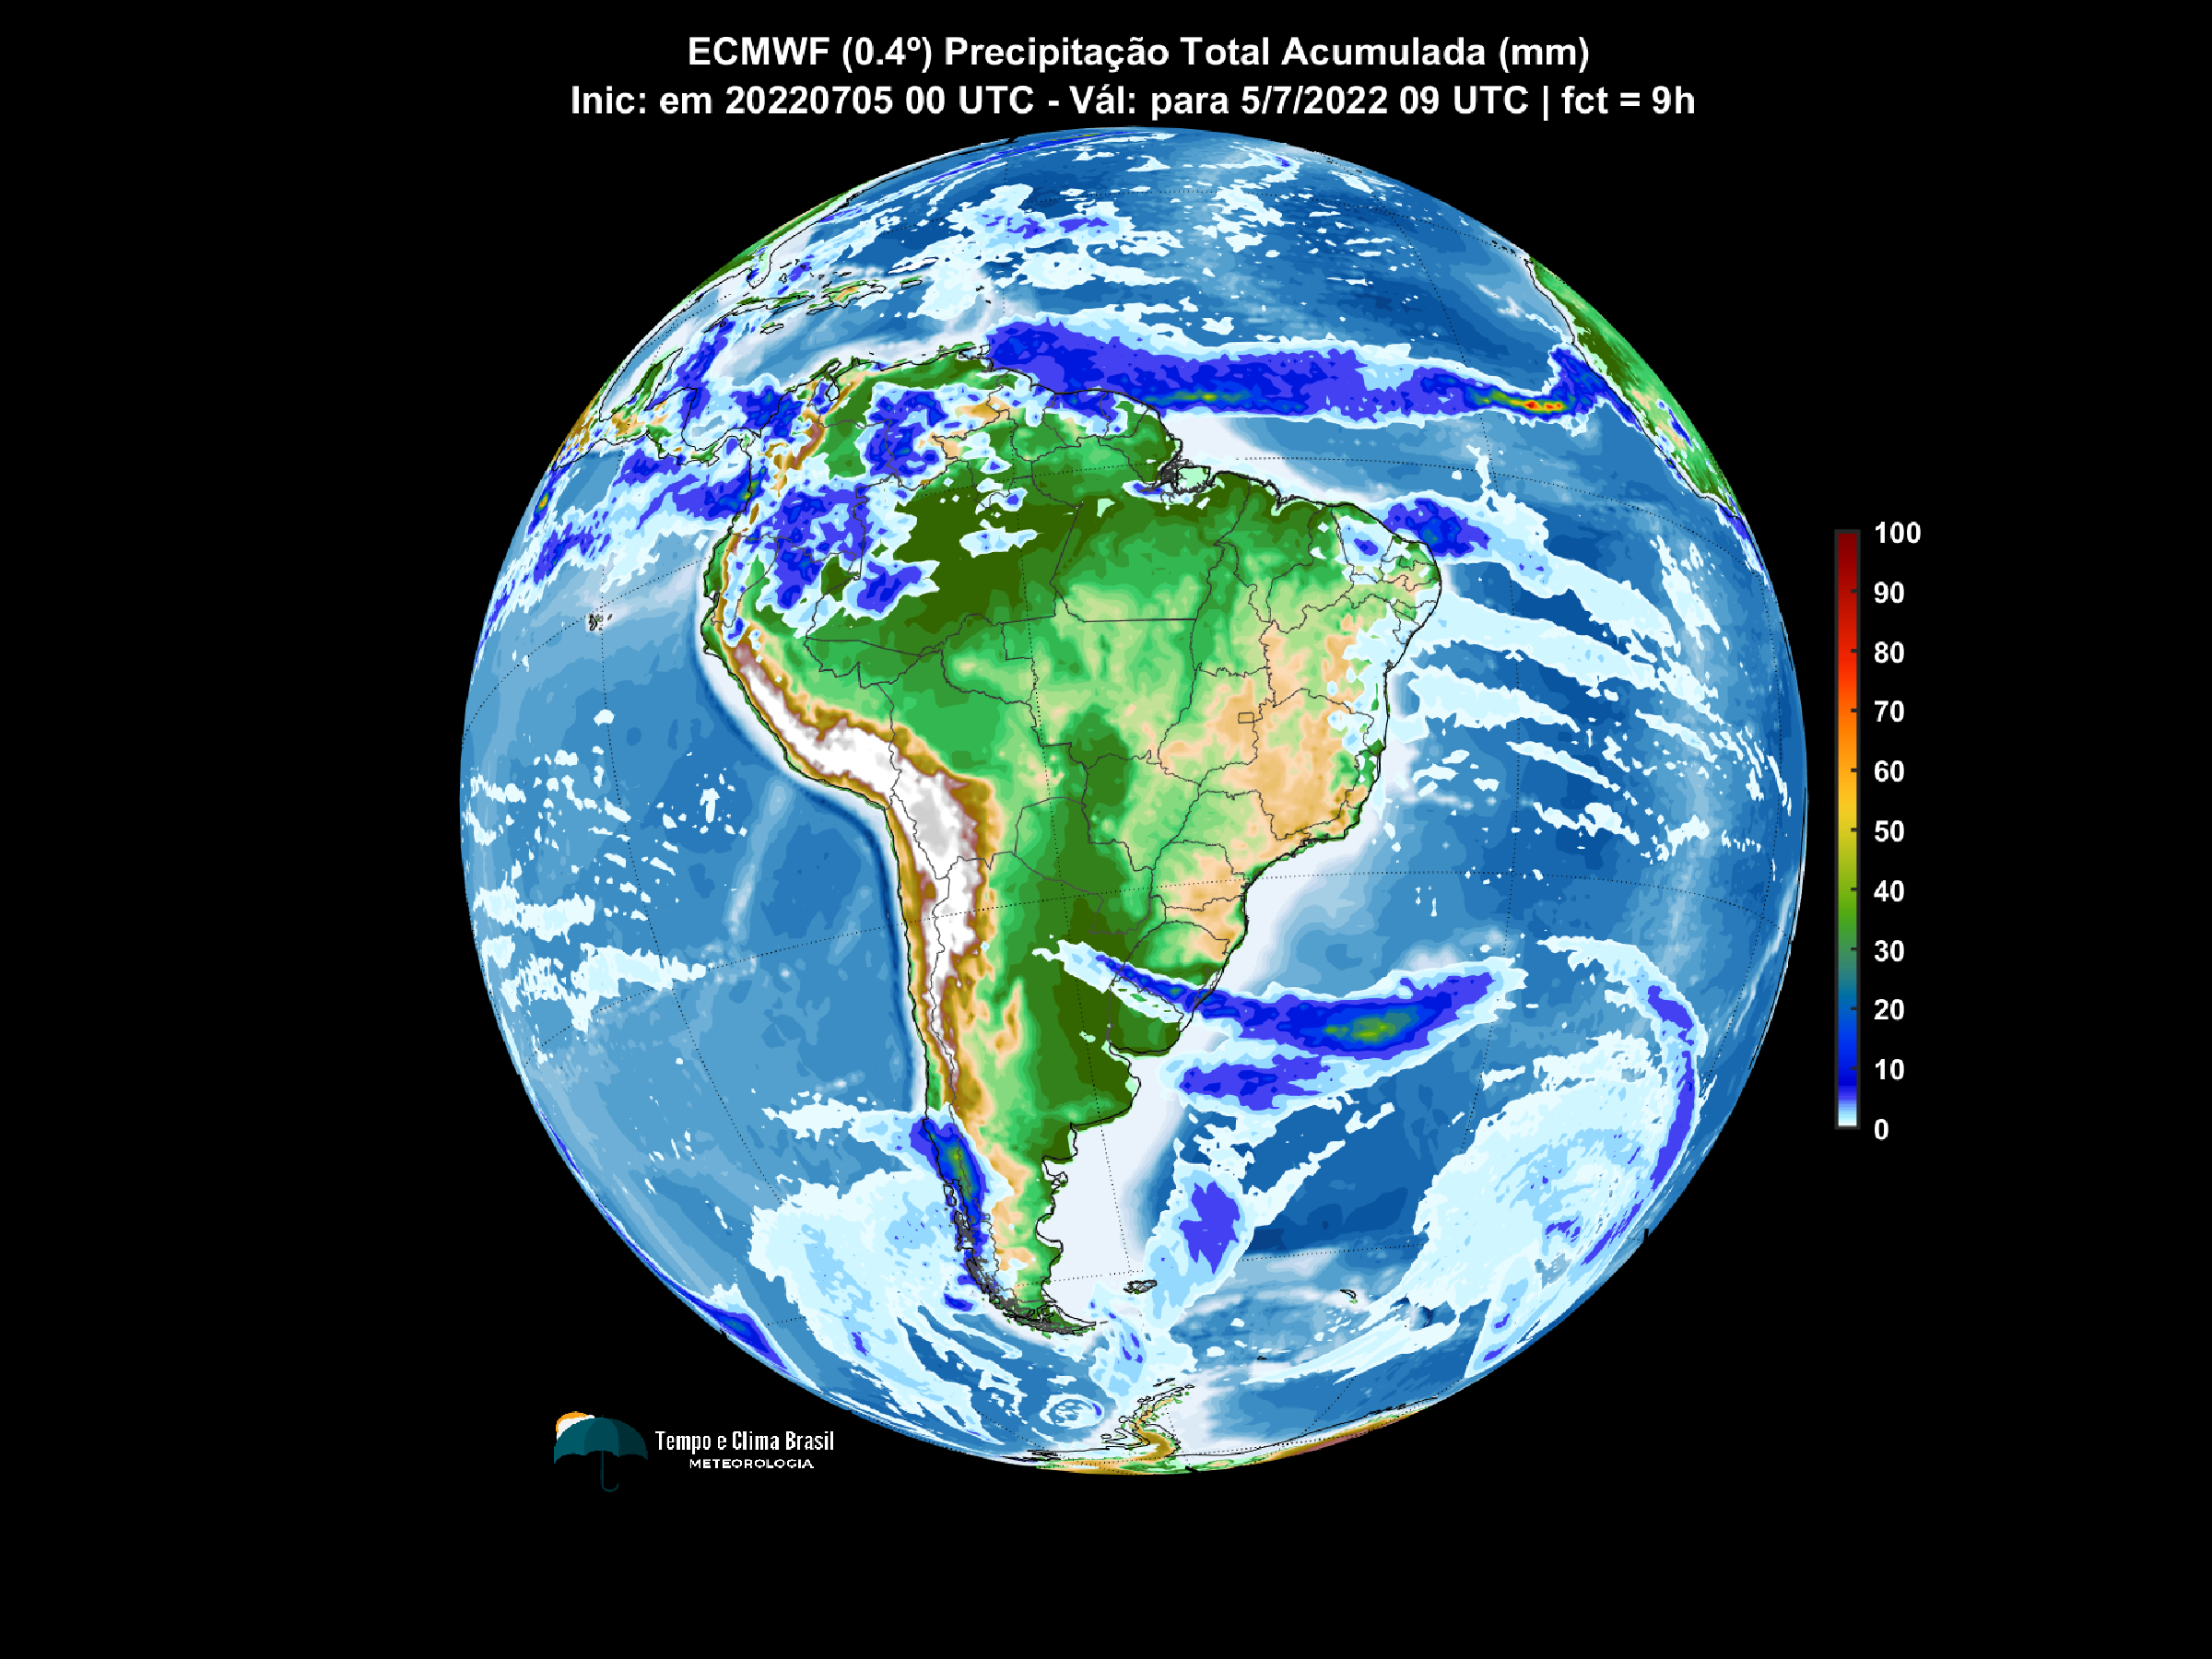 ECMWF (0.4º) Precipitação Total Acumulada (mm)
Inic: em 20220705 00 UTC - Vál: para 5/7/2022 09 UTC | fct = 9h
100
90
80
70
60
50
40
30
20
10
0
Tempo e Clima Brasil
METEOROLOGIA